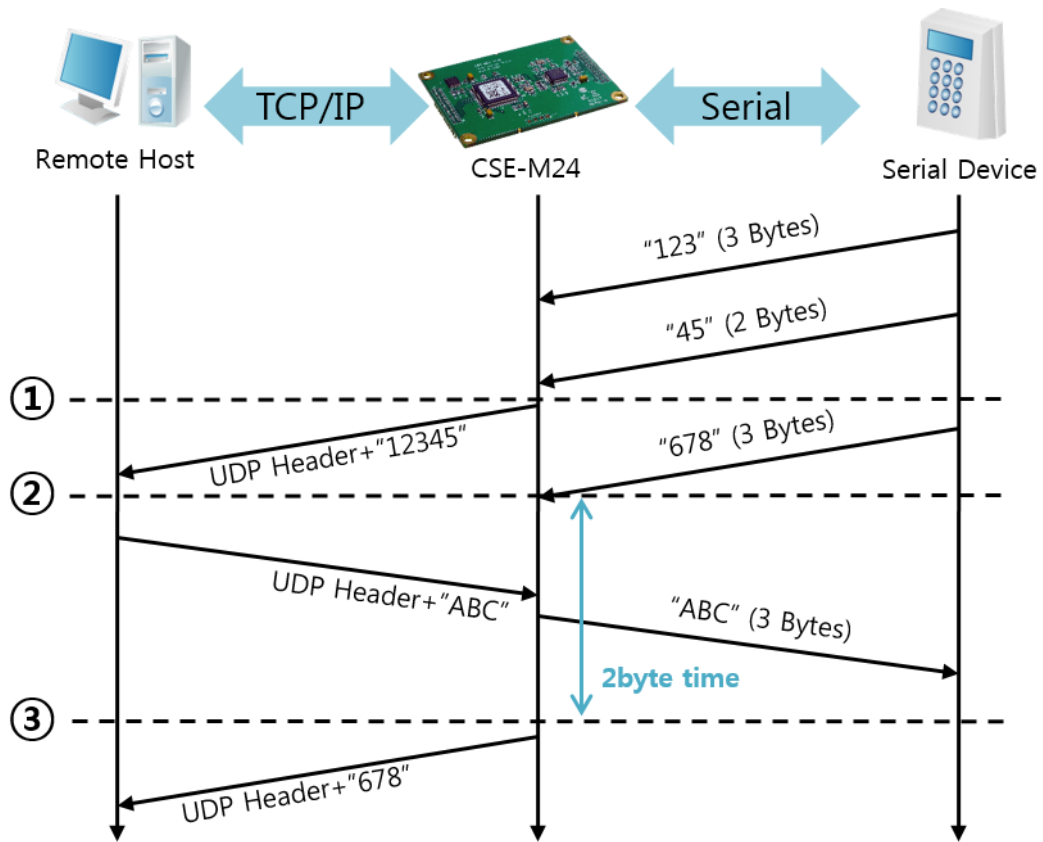 TCP/IP
Serial
Remote Host
CSE-M24
Serial Device
“123” (3 Bytes)
“45” (2 Bytes)
①
UDP Header+“12345”
“678” (3 Bytes)
②
UDP Header+“ABC”
“ABC” (3 Bytes)
2byte time
③
UDP Header+“678”